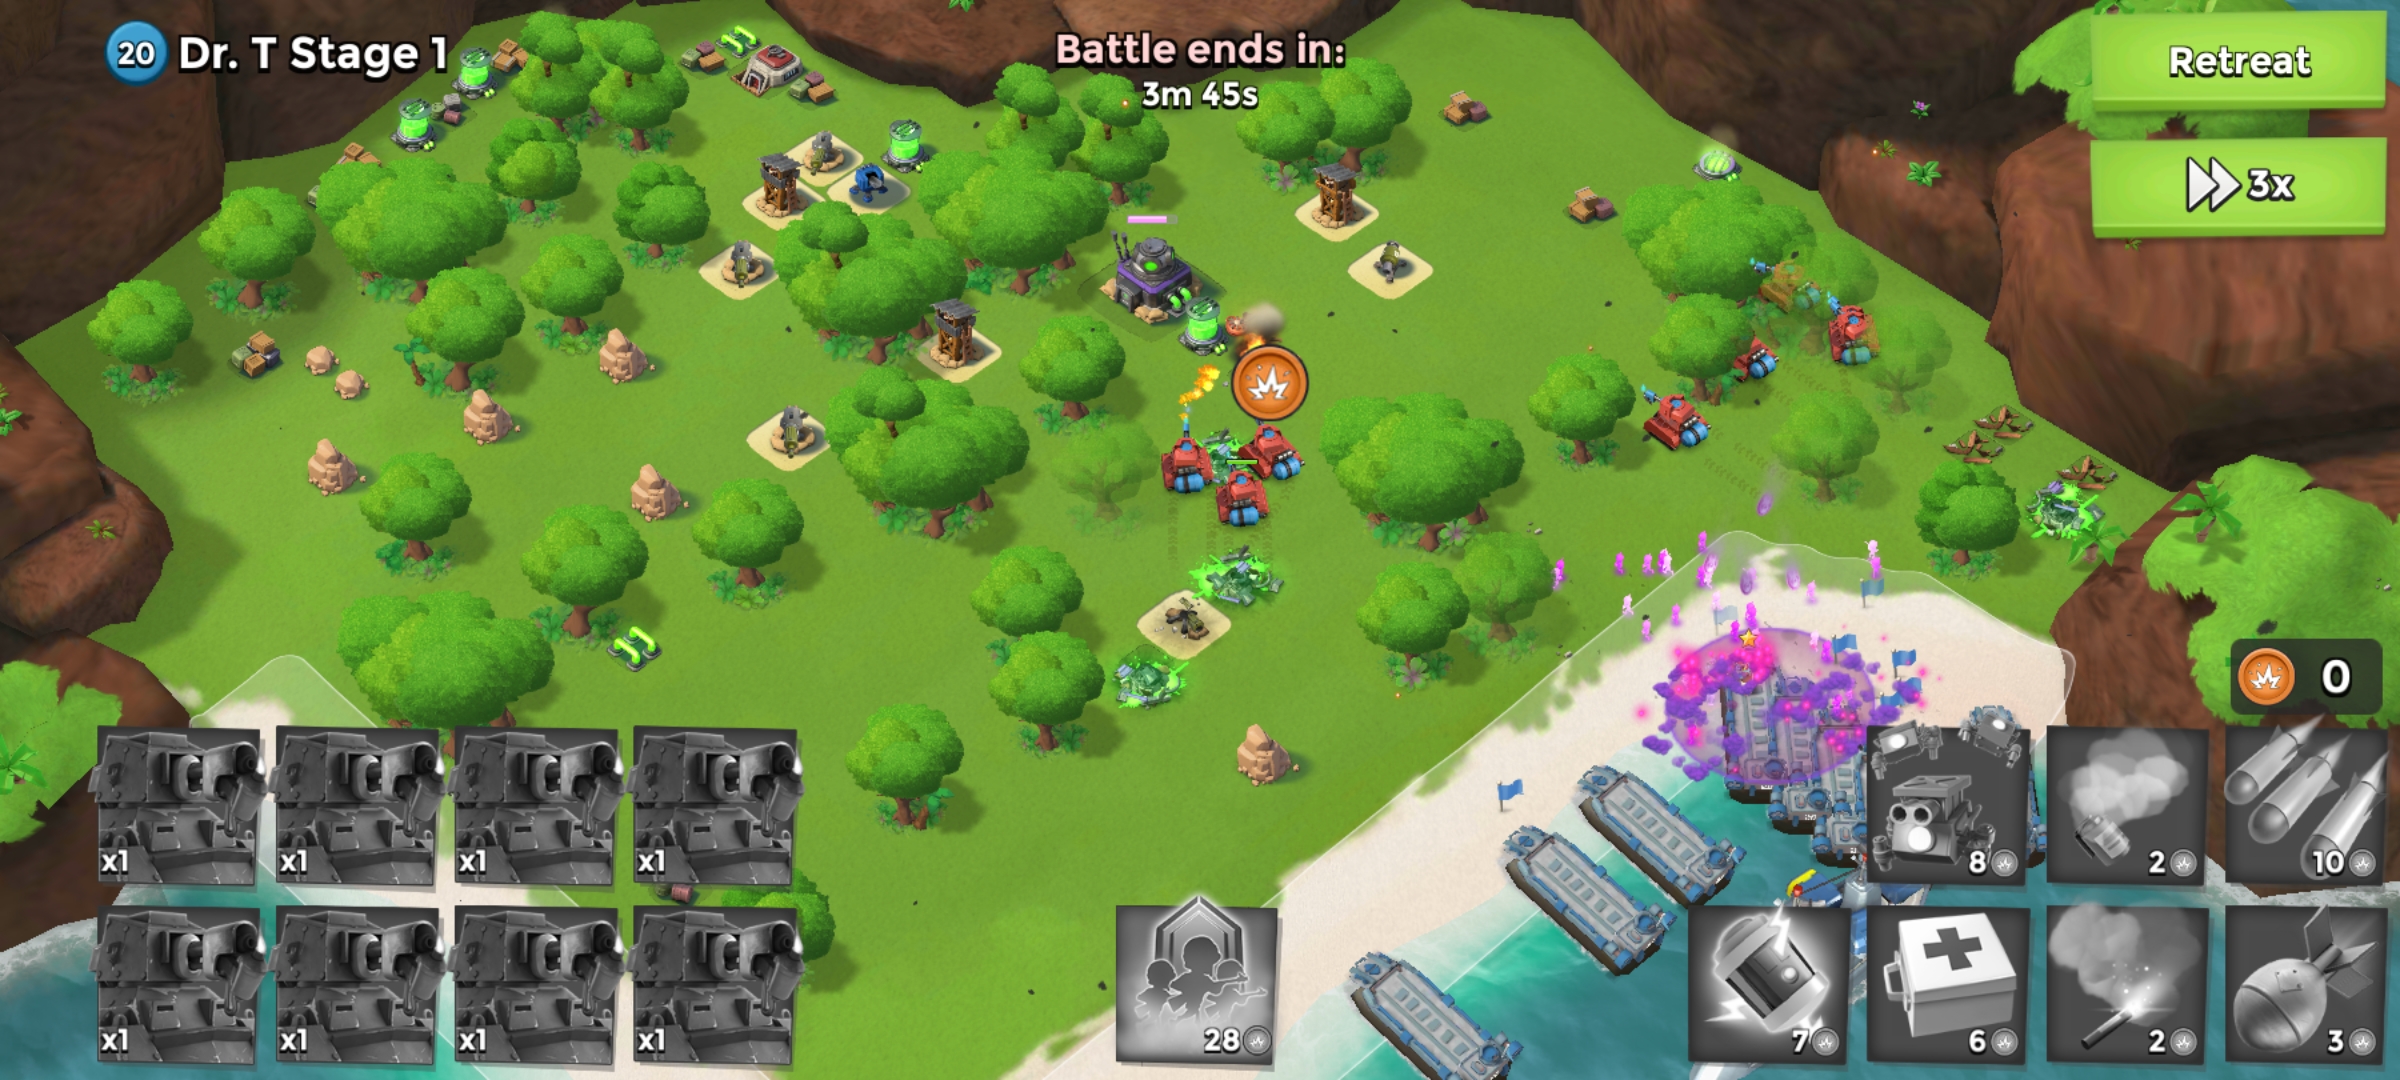 20 Dr. T Stage 1
Battle ends in:
3m 45s
Retreat
3x
0
x1 x1 x1 x1
8 2 10
x1 x1 x1 x1
28 7 6 2 3